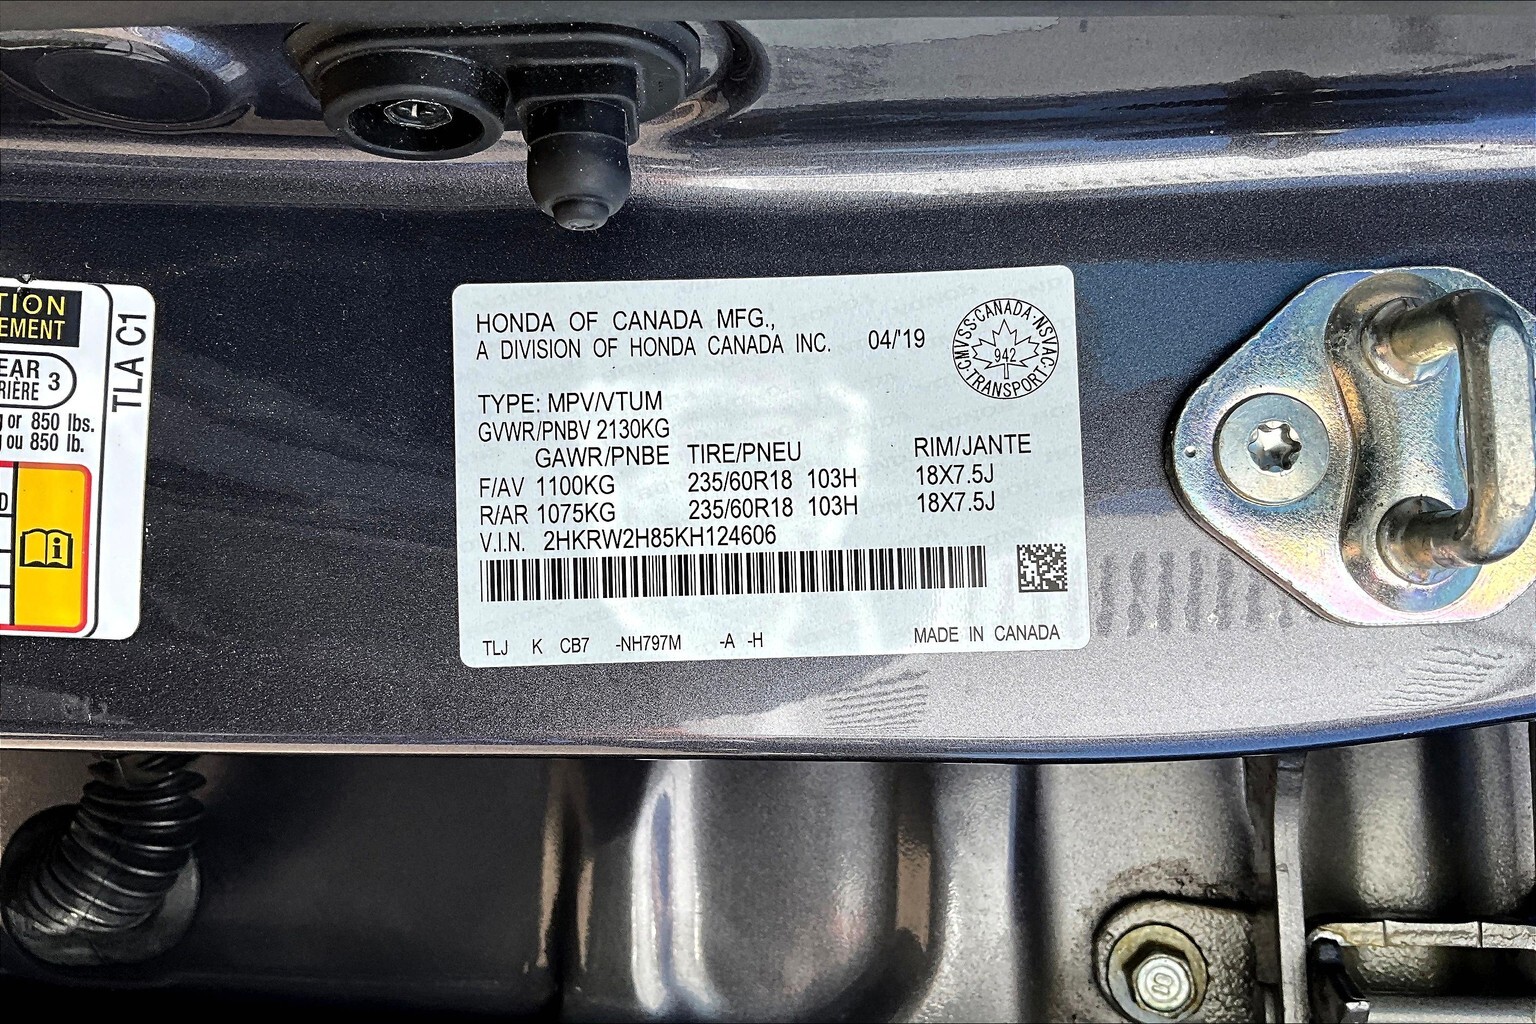 TION
EMENT
EAR 3
RIÈRE
or 850 lbs.
ou 850 lb.
TLA C1
HONDA OF CANADA MFG.,
A DIVISION OF HONDA CANADA INC. 04/'19
CMVSS·CANADA·NSVAC·TRANSPORT
942
TYPE: MPV/VTUM
GVWR/PNBV 2130KG
GAWR/PNBE TIRE/PNEU RIM/JANTE
F/AV 1100KG 235/60R18 103H 18X7.5J
R/AR 1075KG 235/60R18 103H 18X7.5J
V.I.N. 2HKRW2H85KH124606
TLJ K CB7 -NH797M -A -H MADE IN CANADA
8